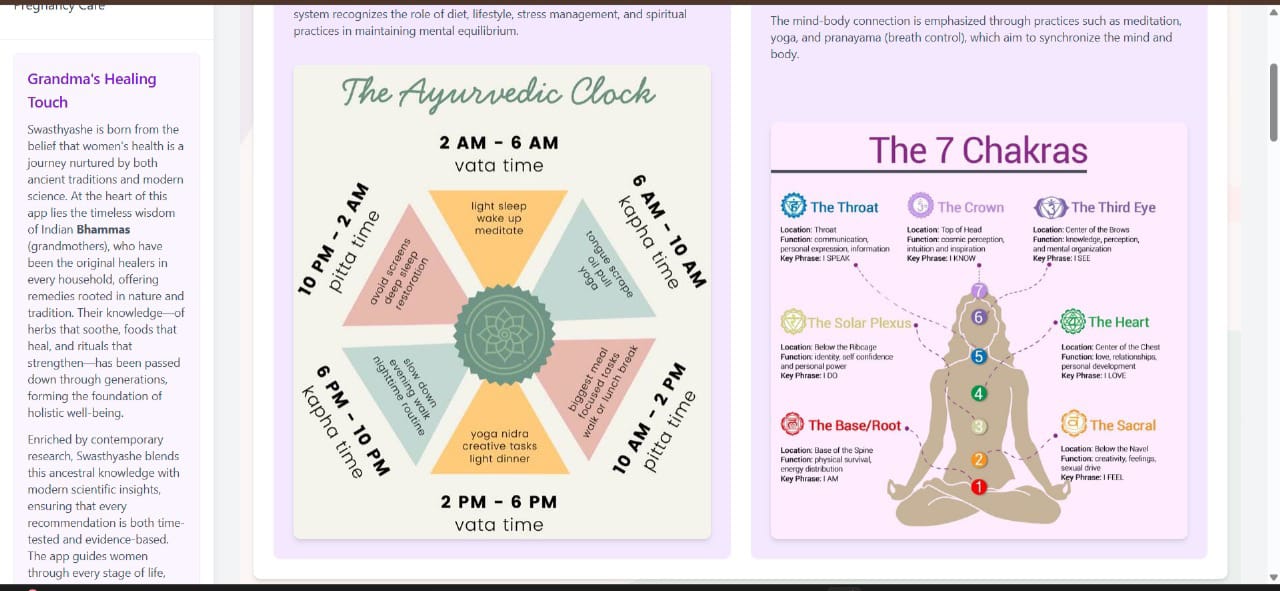 Pregnancy Care
Grandma's Healing
Touch
Swasthyashe is born from the
belief that women's health is a
journey nurtured by both
ancient traditions and modern
science. At the heart of this
app lies the timeless wisdom
of Indian Bhammas
(grandmothers), who have
been the original healers in
every household, offering
remedies rooted in nature and
tradition. Their knowledge—of
herbs that soothe, foods that
heal, and rituals that
strengthen—has been passed
down through generations,
forming the foundation of
holistic well-being.
Enriched by contemporary
research, Swasthyashe blends
this ancestral knowledge with
modern scientific insights,
ensuring that every
recommendation is both time-
tested and evidence-based.
The app guides women
through every stage of life,
system recognizes the role of diet, lifestyle, stress management, and spiritual
practices in maintaining mental equilibrium.
The Ayurvedic Clock
2 AM - 6 AM
vata time
light sleep
wake up
meditate
6 AM - 10 AM
kapha time
tongue scrape
oil pull
yoga
10 AM - 2 PM
pitta time
biggest meal
focused tasks
walk or lunch break
2 PM - 6 PM
vata time
yoga nidra
creative tasks
light dinner
6 PM - 10 PM
kapha time
slow down
evening walk
nighttime routine
10 PM - 2 AM
pitta time
avoid screens
deep sleep
restoration
The mind-body connection is emphasized through practices such as meditation,
yoga, and pranayama (breath control), which aim to synchronize the mind and
body.
The 7 Chakras
The Throat
Location: Throat
Function: communication,
personal expression, information
Key Phrase: I SPEAK
The Crown
Location: Top of Head
Function: cosmic perception,
intuition and inspiration
Key Phrase: I KNOW
The Third Eye
Location: Center of the Brows
Function: knowledge, perception,
and mental organization
Key Phrase: I SEE
The Solar Plexus
Location: Below the Ribcage
Function: identity, self confidence
and personal power
Key Phrase: I DO
The Heart
Location: Center of the Chest
Function: love, relationships,
personal development
Key Phrase: I LOVE
The Base/Root
Location: Base of the Spine
Function: physical survival,
energy distribution
Key Phrase: I AM
The Sacral
Location: Below the Navel
Function: creativity, feelings,
sexual drive
Key Phrase: I FEEL
7
6
5
4
3
2
1